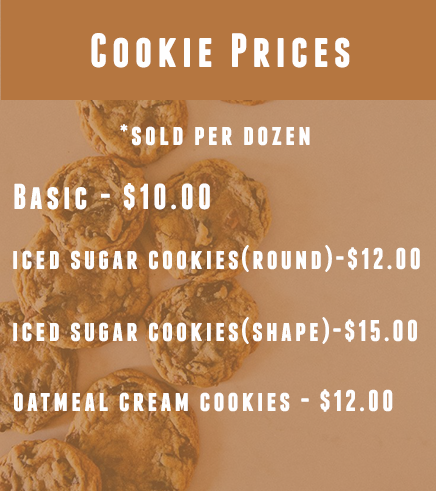 Cookie Prices
*sold per dozen
Basic - $10.00
iced sugar cookies(round)-$12.00
iced sugar cookies(shape)-$15.00
oatmeal cream cookies - $12.00